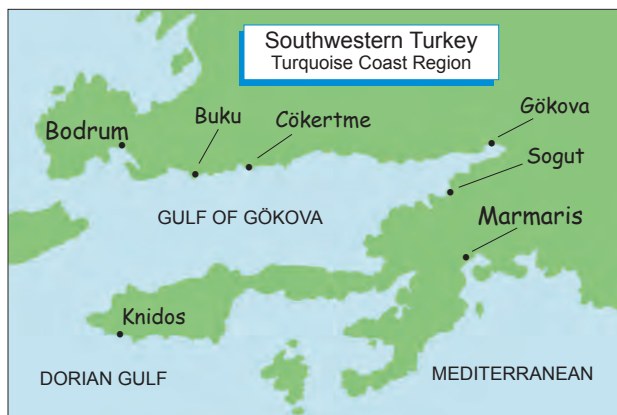 Southwestern Turkey
Turquoise Coast Region
Gökova
Buku
Cökertme
Bodrum
Sogut
GULF OF GÖKOVA
Marmaris
Knidos
DORIAN GULF
MEDITERRANEAN